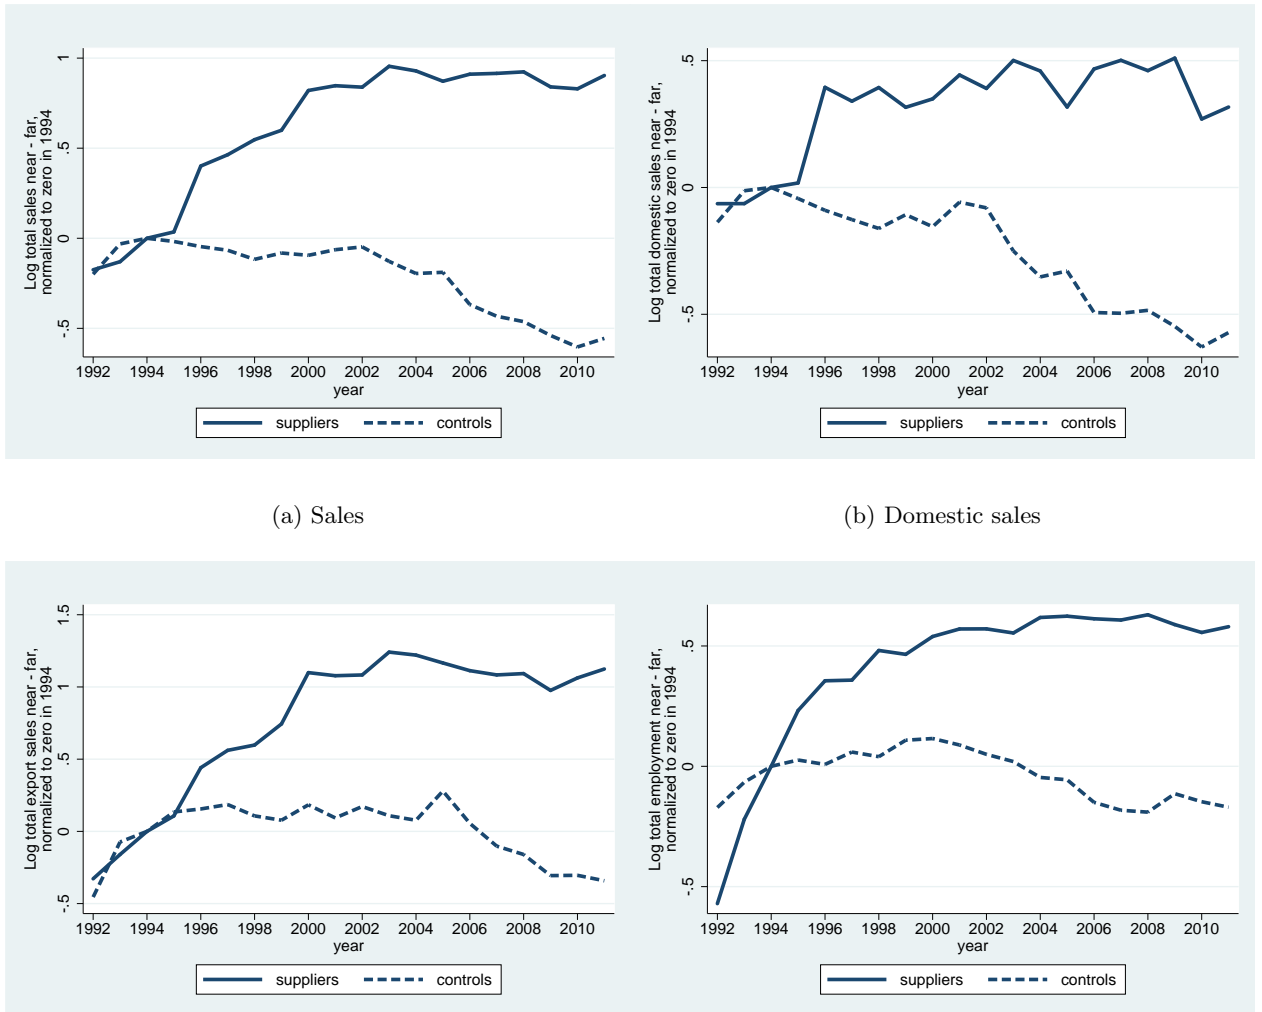 Log total sales near - far,
normalized to zero in 1994
1
.5
0
-.5
1992 1994 1996 1998 2000 2002 2004 2006 2008 2010
year
suppliers controls
Log total domestic sales near - far,
normalized to zero in 1994
.5
0
-.5
1992 1994 1996 1998 2000 2002 2004 2006 2008 2010
year
suppliers controls
(a) Sales
(b) Domestic sales
Log total export sales near - far,
normalized to zero in 1994
1.5
1
.5
0
-.5
1992 1994 1996 1998 2000 2002 2004 2006 2008 2010
year
suppliers controls
Log total employment near - far,
normalized to zero in 1994
.5
0
-.5
1992 1994 1996 1998 2000 2002 2004 2006 2008 2010
year
suppliers controls